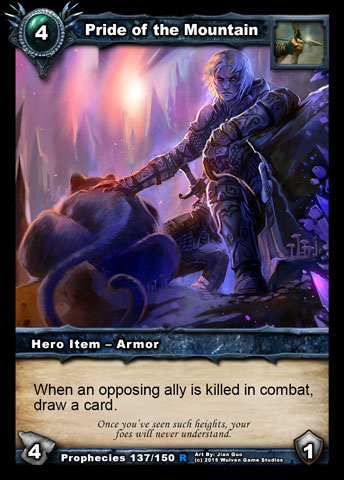 4
Pride of the Mountain
Hero Item – Armor
When an opposing ally is killed in combat,
draw a card.
Once you've seen such heights, your
foes will never understand.
4
Prophecies 137/150 R
Art By: Jian Guo
(c) 2015 Wulven Game Studios
1